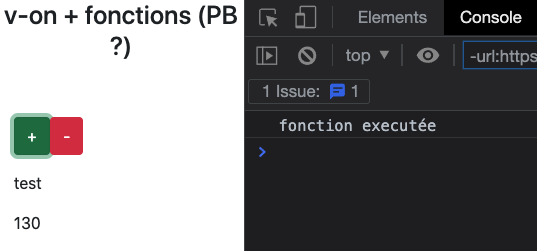 v-on + fonctions (PB
?)
+ -
test
130
Elements Console
top -url:https
1 Issue: 1
fonction executée